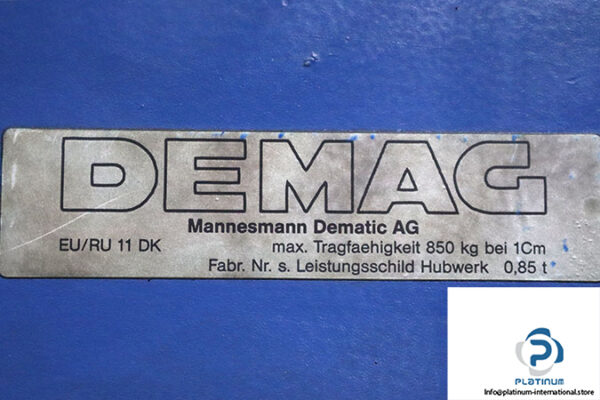 DEMAG
Mannesmann Dematic AG
EU/RU 11 DK max. Tragfaehigkeit 850 kg bei 1Cm
Fabr. Nr. s. Leistungsschild Hubwerk 0,85 t
PLATINUM
Info@platinum-international.store